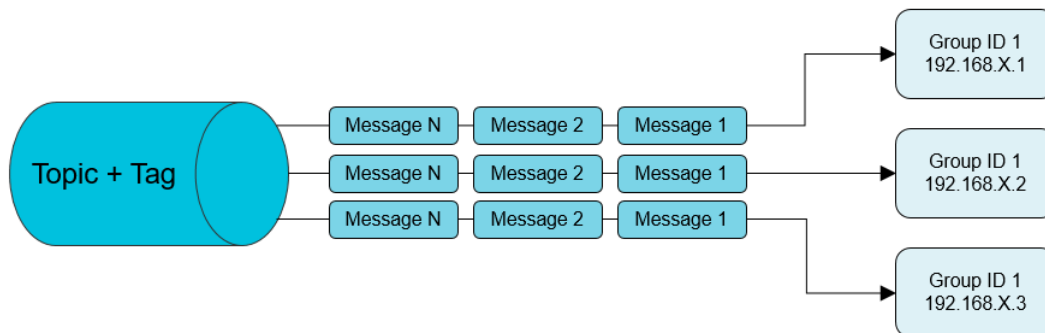 Group ID 1
192.168.X.1
Message N
Message 2
Message 1
Topic + Tag
Message N
Message 2
Message 1
Group ID 1
192.168.X.2
Message N
Message 2
Message 1
Group ID 1
192.168.X.3